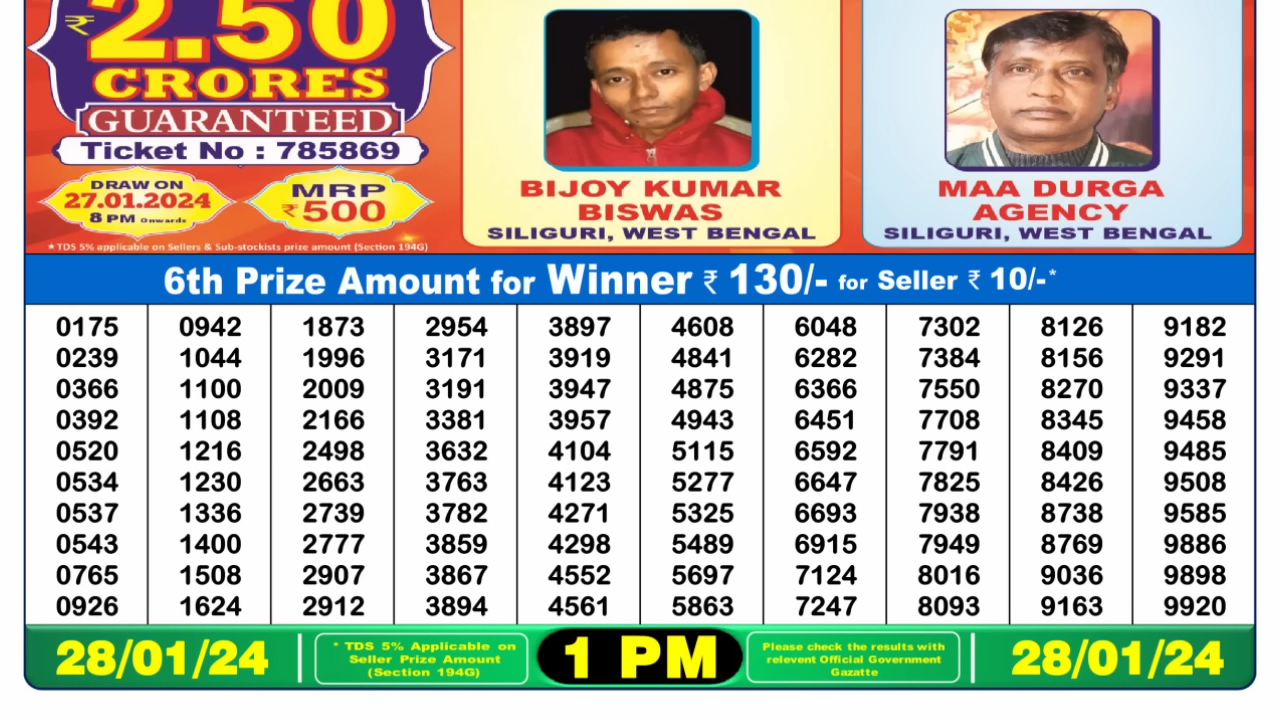 ₹2.50
CRORES
GUARANTEED
Ticket No : 785869
DRAW ON
27.01.2024
8 PM Onwards
MRP
₹500
* TDS 5% applicable on Sellers & Sub-stockists prize amount (Section 194G)
BIJOY KUMAR
BISWAS
SILIGURI, WEST BENGAL
MAA DURGA
AGENCY
SILIGURI, WEST BENGAL
6th Prize Amount for Winner ₹ 130/- for Seller ₹ 10/-*
0175 0942 1873 2954 3897 4608 6048 7302 8126 9182
0239 1044 1996 3171 3919 4841 6282 7384 8156 9291
0366 1100 2009 3191 3947 4875 6366 7550 8270 9337
0392 1108 2166 3381 3957 4943 6451 7708 8345 9458
0520 1216 2498 3632 4104 5115 6592 7791 8409 9485
0534 1230 2663 3763 4123 5277 6647 7825 8426 9508
0537 1336 2739 3782 4271 5325 6693 7938 8738 9585
0543 1400 2777 3859 4298 5489 6915 7949 8769 9886
0765 1508 2907 3867 4552 5697 7124 8016 9036 9898
0926 1624 2912 3894 4561 5863 7247 8093 9163 9920
28/01/24
* TDS 5% Applicable on
Seller Prize Amount
(Section 194G)
1 PM
Please check the results with
relevent Official Government
Gazatte
28/01/24